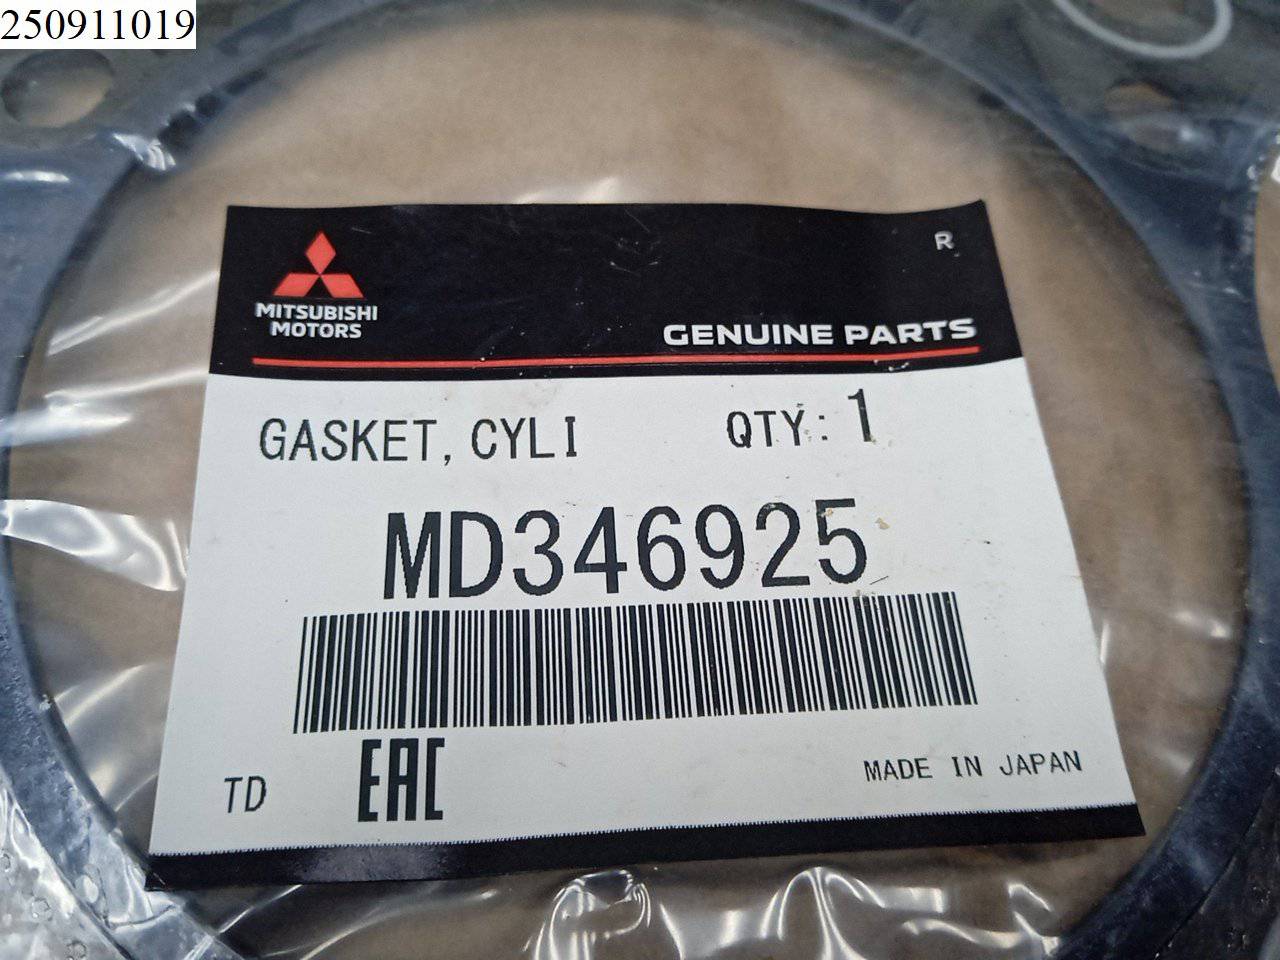 250911019
R
MITSUBISHI
MOTORS
GENUINE PARTS
GASKET, CYLI QTY: 1
MD346925
TD EAC MADE IN JAPAN